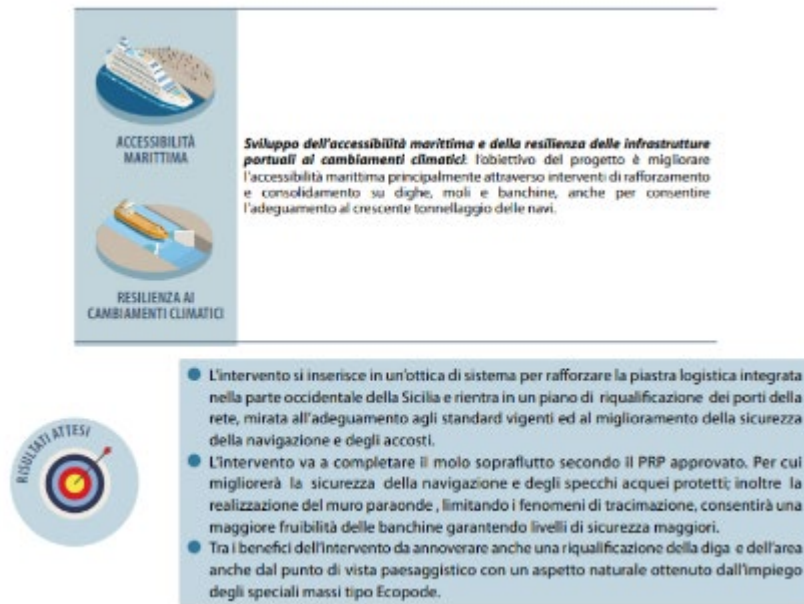 ACCESSIBILITÀ
MARITTIMA
Sviluppo dell'accessibilità marittima e della resilienza delle infrastrutture
portuali ai cambiamenti climatici: l'obiettivo del progetto è migliorare
l'accessibilità marittima principalmente attraverso interventi di rafforzamento
e consolidamento su dighe, moli e banchine, anche per consentire
l'adeguamento al crescente tonnellaggio delle navi.
RESILIENZA AI
CAMBIAMENTI CLIMATICI
RISULTATI ATTESI
L'intervento si inserisce in un'ottica di sistema per rafforzare la piastra logistica integrata
nella parte occidentale della Sicilia e rientra in un piano di riqualificazione dei porti della
rete, mirata all'adeguamento agli standard vigenti ed al miglioramento della sicurezza
della navigazione e degli accosti.
L'intervento va a completare il molo sopraflutto secondo il PRP approvato. Per cui
migliorerà la sicurezza della navigazione e degli specchi acquei protetti; inoltre la
realizzazione del muro paraonde , limitando i fenomeni di tracimazione, consentirà una
maggiore fruibilità delle banchine garantendo livelli di sicurezza maggiori.
Tra i benefici dell'intervento da annoverare anche una riqualificazione della diga e dell'area
anche dal punto di vista paesaggistico con un aspetto naturale ottenuto dall'impiego
degli speciali massi tipo Ecopode.